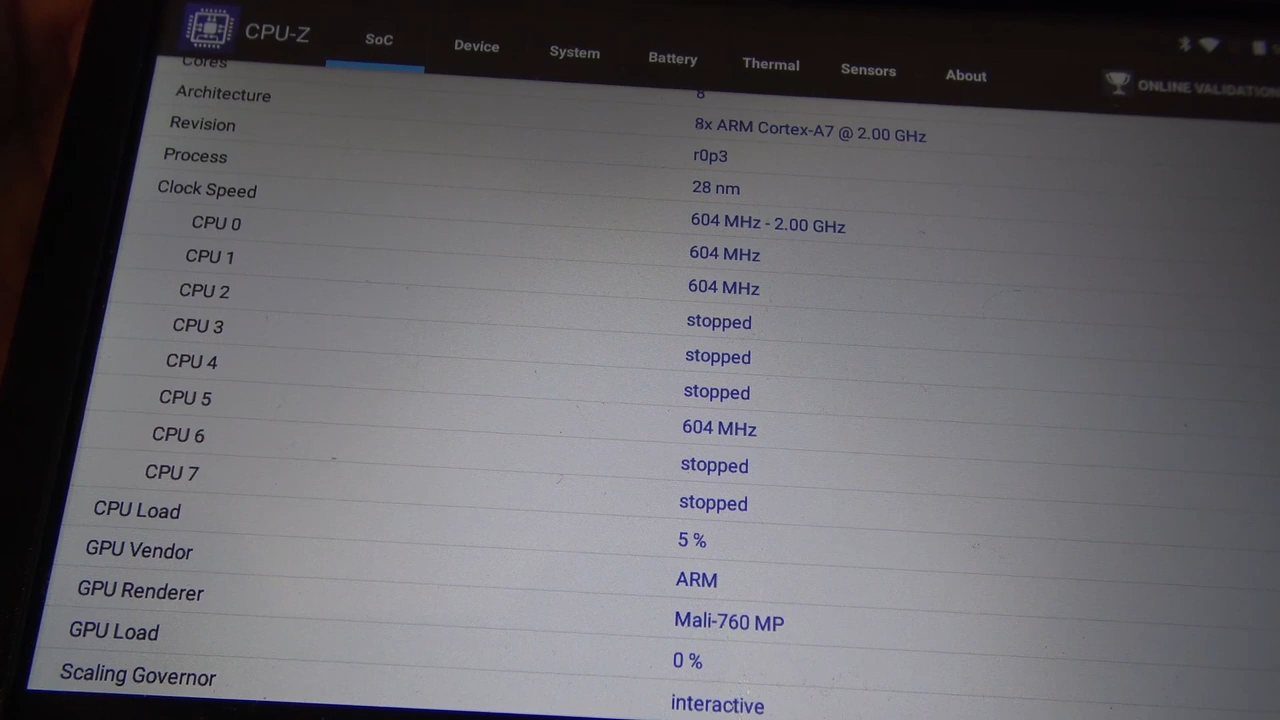 CPU-Z SoC Device System Battery Thermal Sensors About ONLINE VALIDATION
Cores 8
Architecture 8x ARM Cortex-A7 @ 2.00 GHz
Revision r0p3
Process 28 nm
Clock Speed 604 MHz - 2.00 GHz
CPU 0 604 MHz
CPU 1 604 MHz
CPU 2 stopped
CPU 3 stopped
CPU 4 stopped
CPU 5 604 MHz
CPU 6 stopped
CPU 7 stopped
CPU Load 5 %
GPU Vendor ARM
GPU Renderer Mali-760 MP
GPU Load 0 %
Scaling Governor interactive